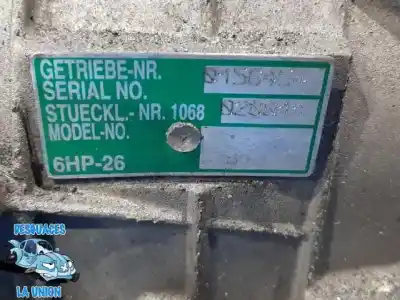 GETRIEBE-NR.
SERIAL NO.
STUECKL.- NR. 1068
MODEL-NO.
6HP-26
DESGUACES
LA UNION